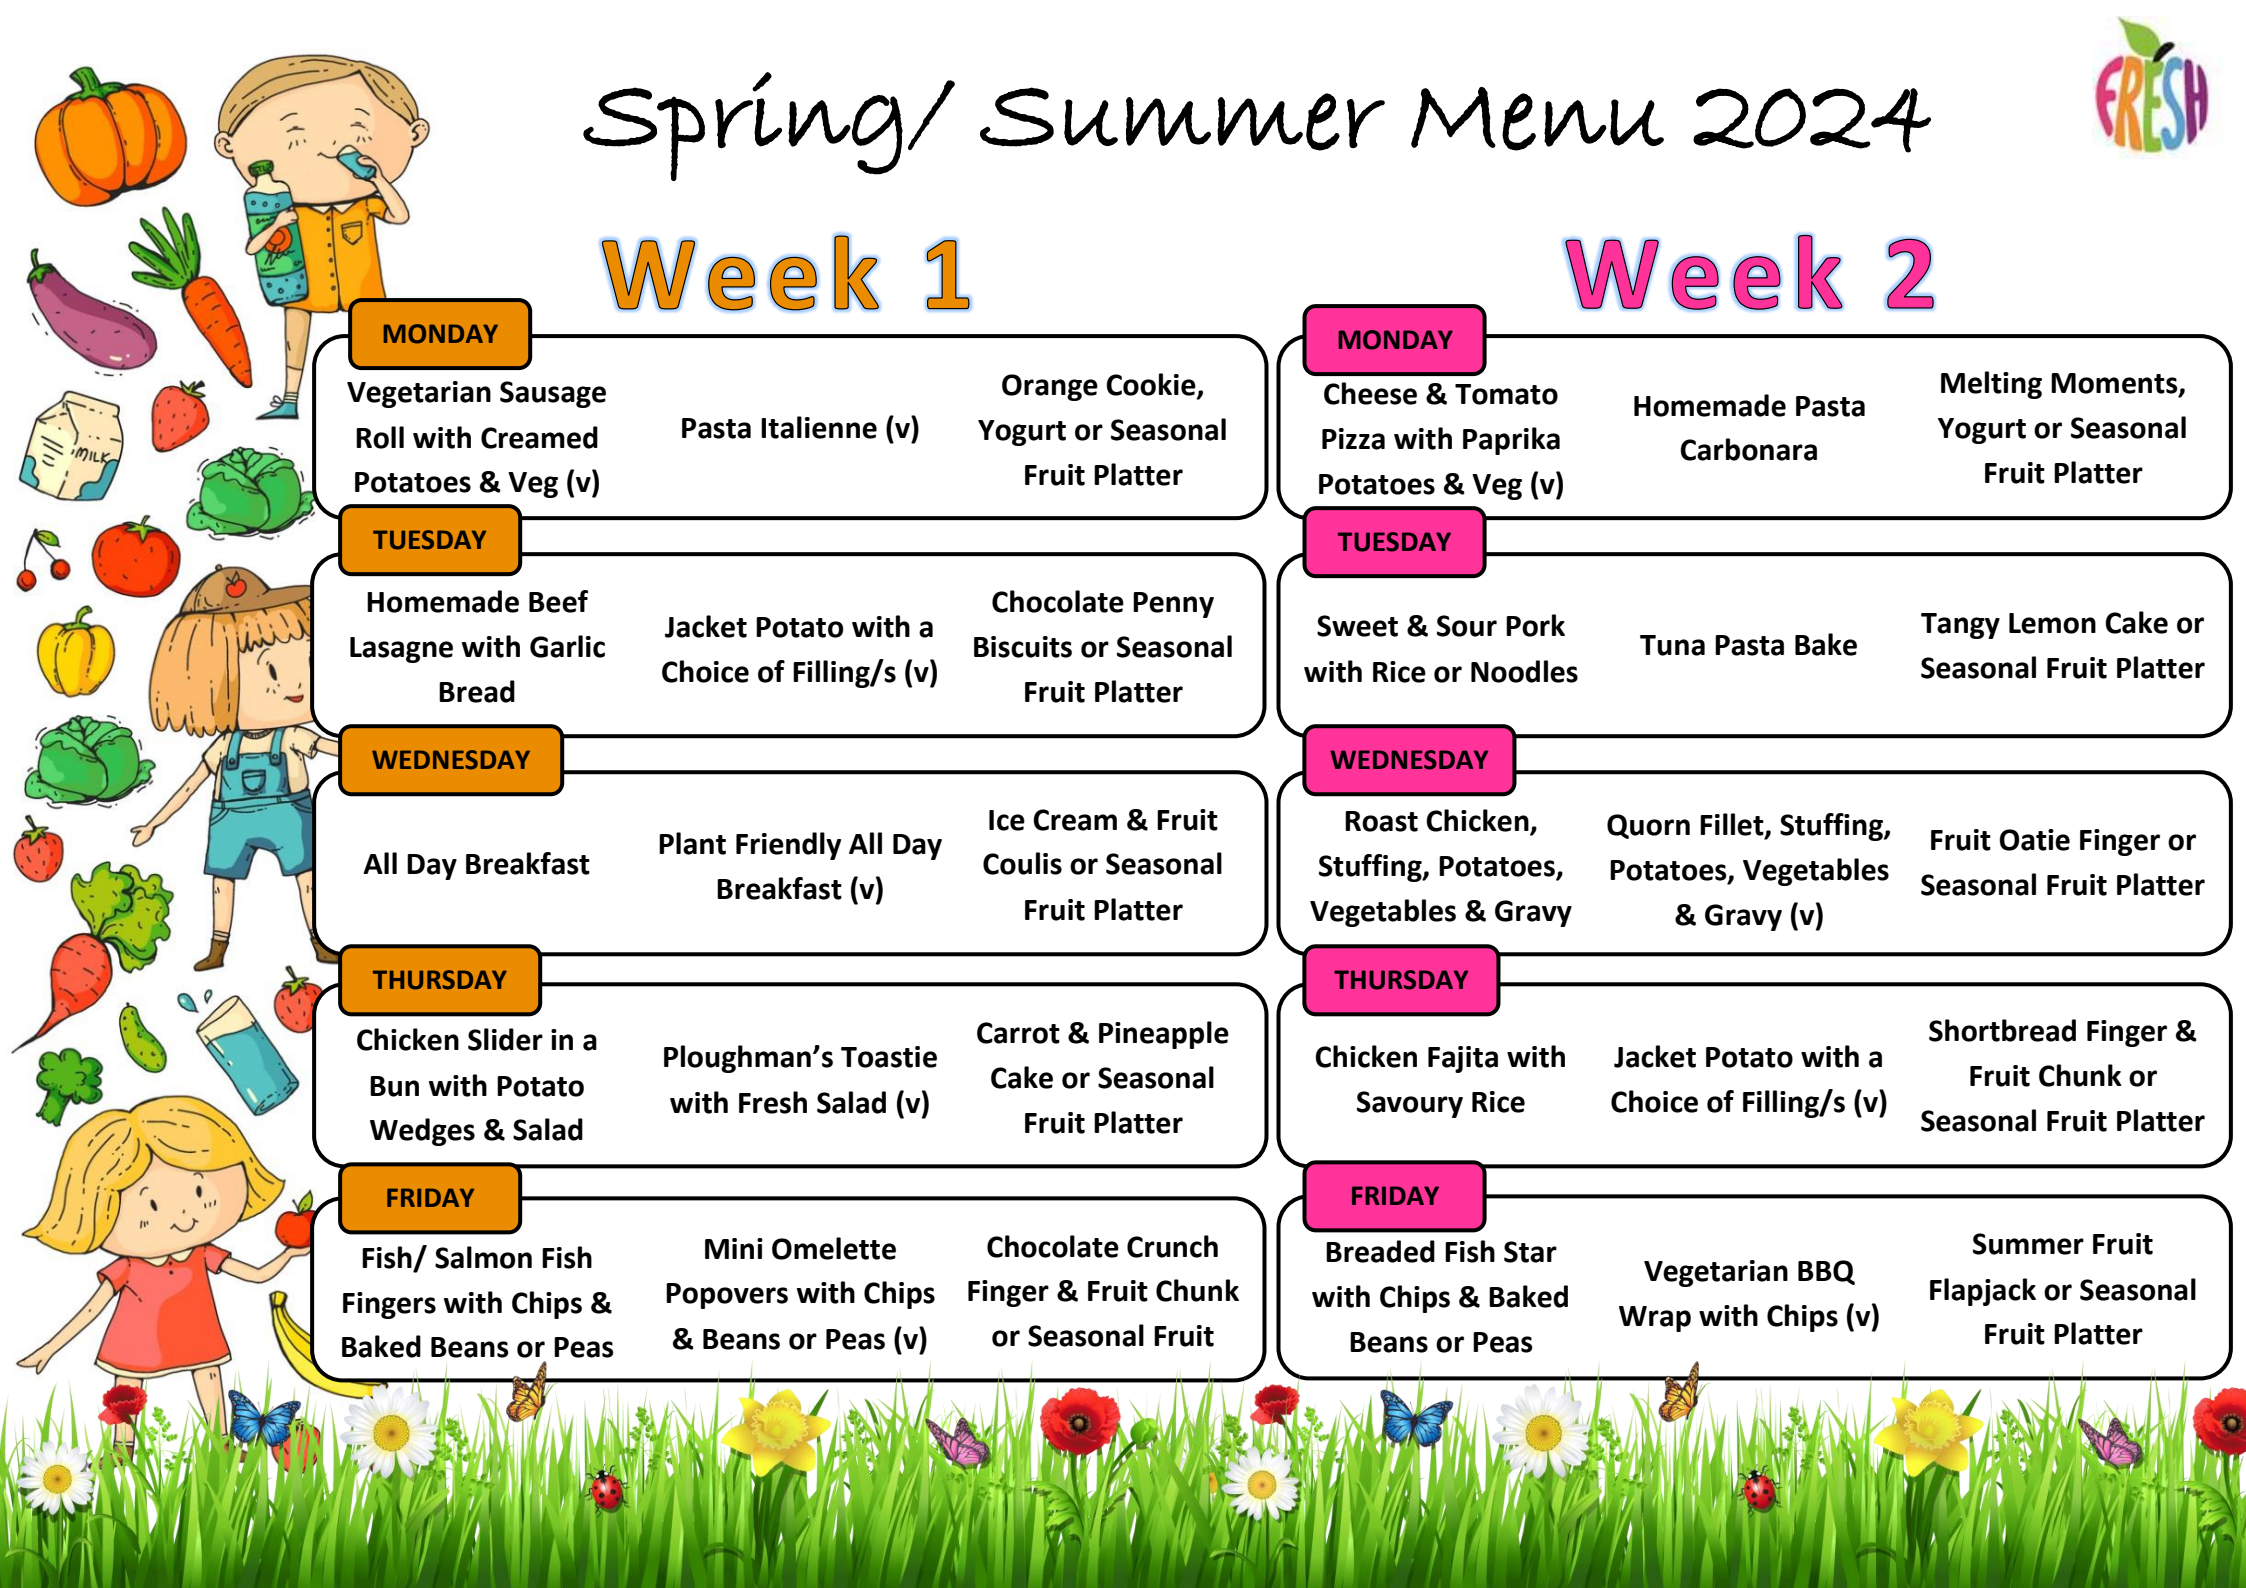 FRESH
Spring/ Summer Menu 2024
Week 1
MONDAY
Vegetarian Sausage
Roll with Creamed
Potatoes & Veg (v)
Pasta Italienne (v)
Orange Cookie,
Yogurt or Seasonal
Fruit Platter
TUESDAY
Homemade Beef
Lasagne with Garlic
Bread
Jacket Potato with a
Choice of Filling/s (v)
Chocolate Penny
Biscuits or Seasonal
Fruit Platter
WEDNESDAY
All Day Breakfast
Plant Friendly All Day
Breakfast (v)
Ice Cream & Fruit
Coulis or Seasonal
Fruit Platter
THURSDAY
Chicken Slider in a
Bun with Potato
Wedges & Salad
Ploughman’s Toastie
with Fresh Salad (v)
Carrot & Pineapple
Cake or Seasonal
Fruit Platter
FRIDAY
Fish/ Salmon Fish
Fingers with Chips &
Baked Beans or Peas
Mini Omelette
Popovers with Chips
& Beans or Peas (v)
Chocolate Crunch
Finger & Fruit Chunk
or Seasonal Fruit
Week 2
MONDAY
Cheese & Tomato
Pizza with Paprika
Potatoes & Veg (v)
Homemade Pasta
Carbonara
Melting Moments,
Yogurt or Seasonal
Fruit Platter
TUESDAY
Sweet & Sour Pork
with Rice or Noodles
Tuna Pasta Bake
Tangy Lemon Cake or
Seasonal Fruit Platter
WEDNESDAY
Roast Chicken,
Stuffing, Potatoes,
Vegetables & Gravy
Quorn Fillet, Stuffing,
Potatoes, Vegetables
& Gravy (v)
Fruit Oatie Finger or
Seasonal Fruit Platter
THURSDAY
Chicken Fajita with
Savoury Rice
Jacket Potato with a
Choice of Filling/s (v)
Shortbread Finger &
Fruit Chunk or
Seasonal Fruit Platter
FRIDAY
Breaded Fish Star
with Chips & Baked
Beans or Peas
Vegetarian BBQ
Wrap with Chips (v)
Summer Fruit
Flapjack or Seasonal
Fruit Platter
MILK